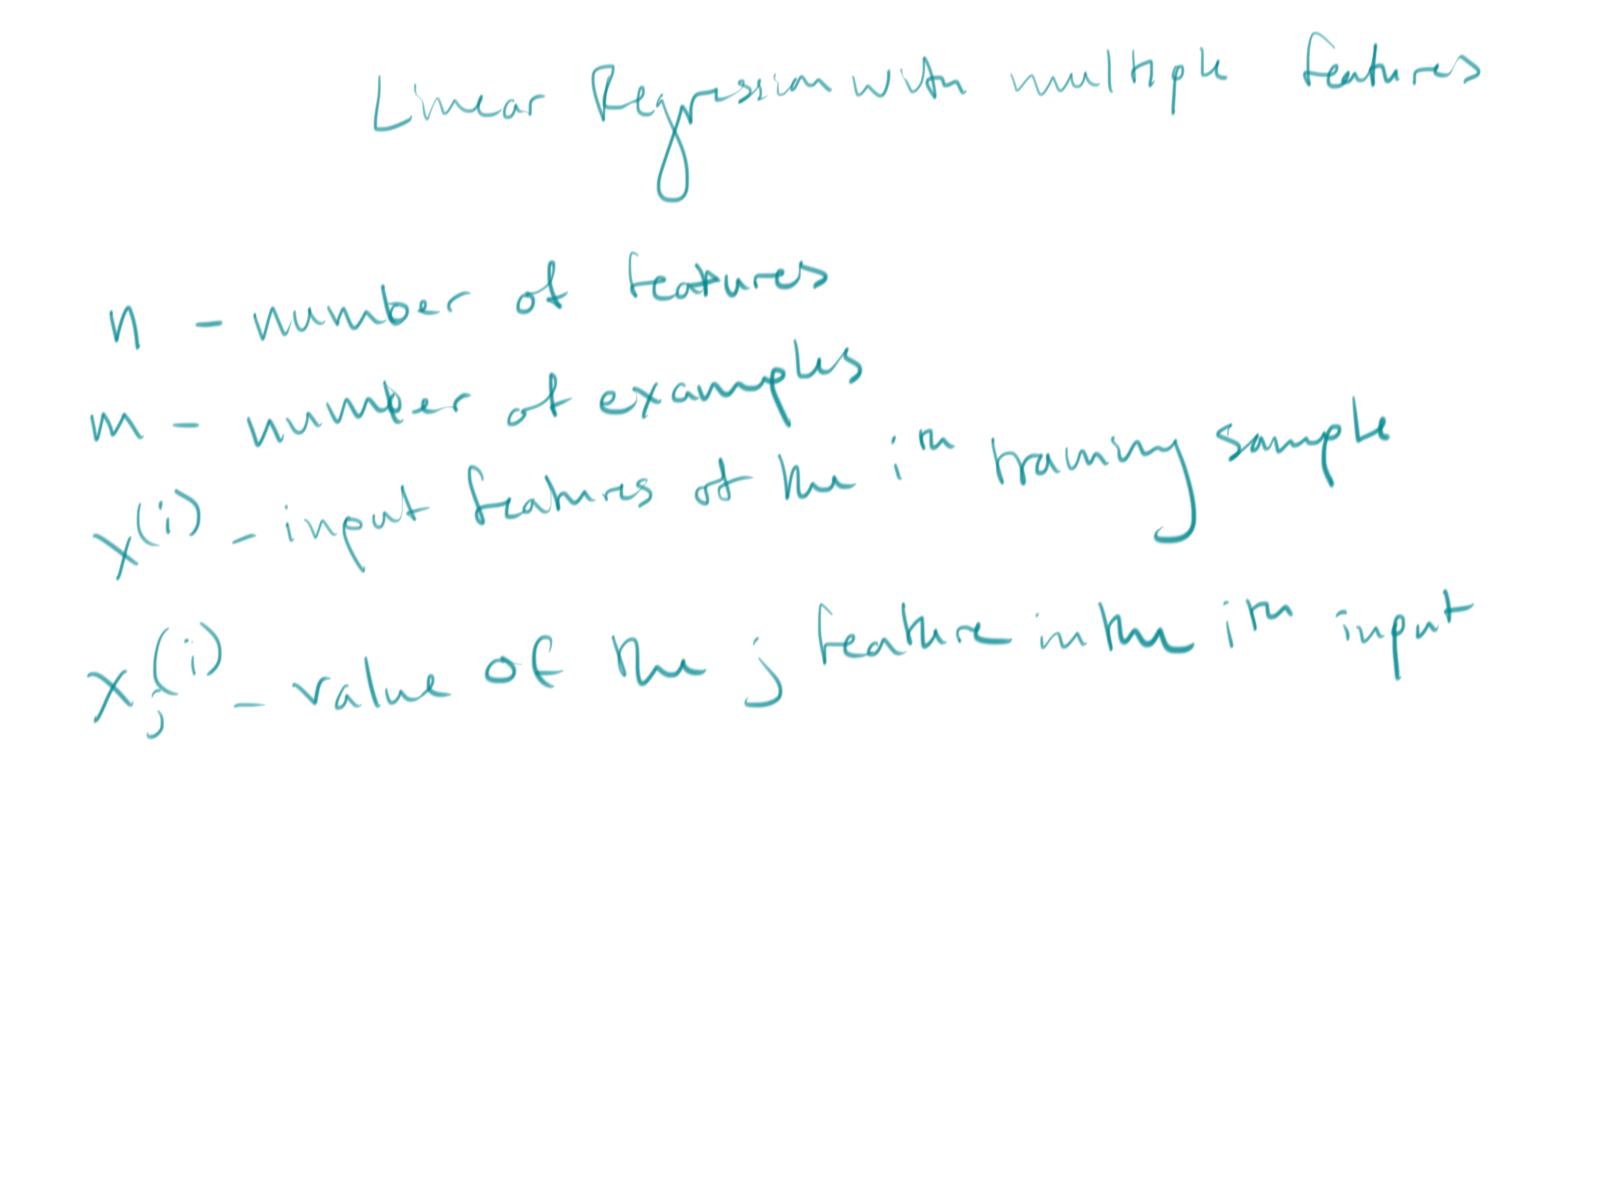 Linear Regression with multiple features
n - number of features
m - number of examples
x^(i) - input features of the i^th training sample
x_j^(i) - value of the j feature in the i^th input